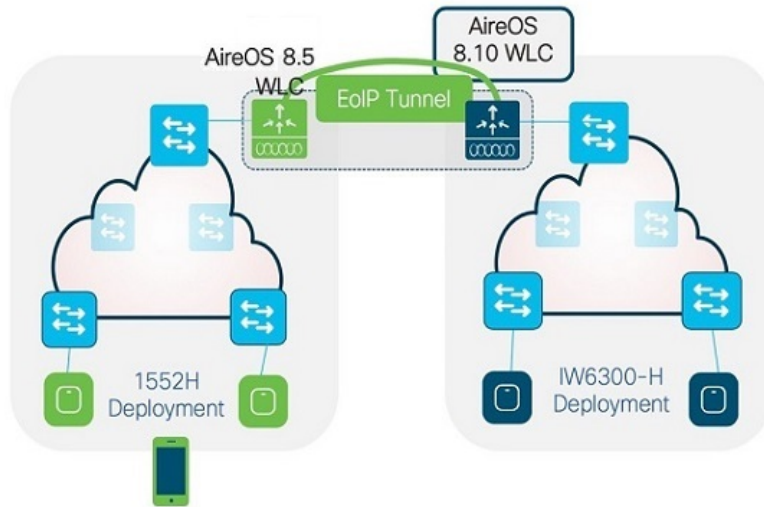 AireOS 8.5
WLC
AireOS
8.10 WLC
EoIP Tunnel
1552H
Deployment
IW6300-H
Deployment